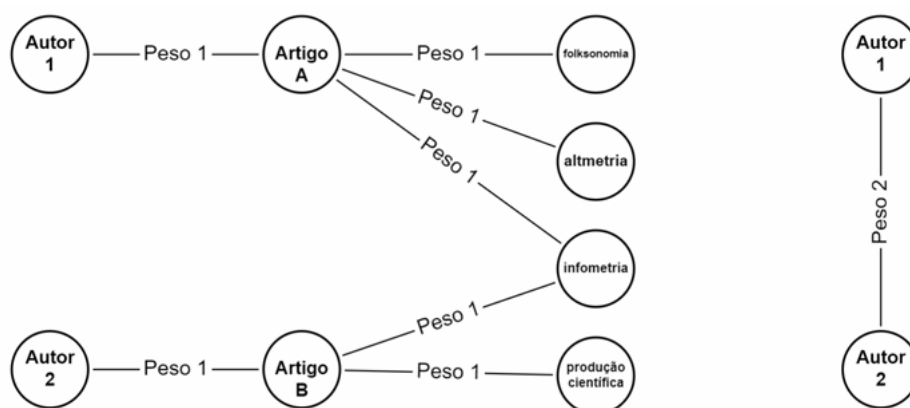 Autor
1
Peso 1
Artigo
A
Peso 1
folksonomia
Peso 1
altmetria
Peso 1
infometria
Peso 1
Autor
2
Peso 1
Artigo
B
Peso 1
produção
científica
Autor
1
Peso 2
Autor
2